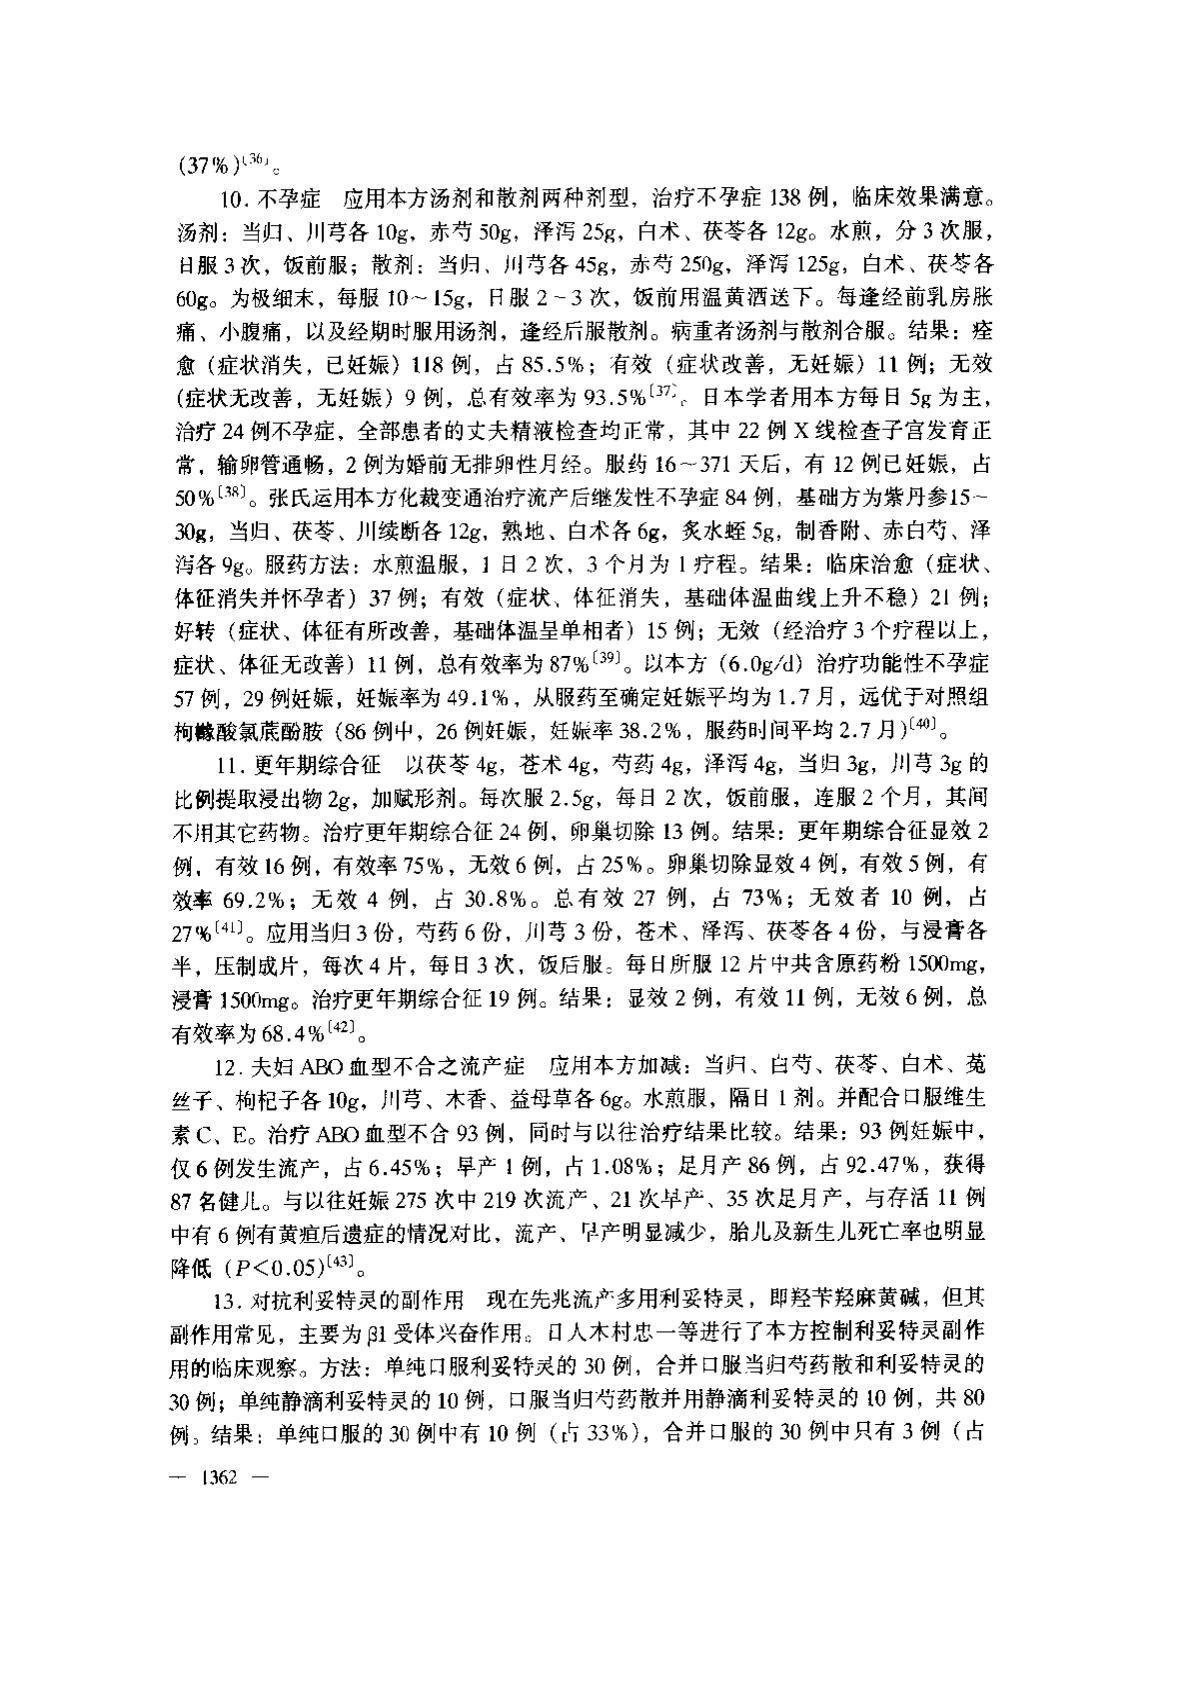 (37%)〔36〕。
10. 不孕症　应用本方汤剂和散剂两种剂型，治疗不孕症 138 例，临床效果满意。
汤剂：当归、川芎各 10g，赤芍 50g，泽泻 25g，白术、茯苓各 12g。水煎，分 3 次服，
日服 3 次，饭前服；散剂：当归、川芎各 45g，赤芍 250g，泽泻 125g，白术、茯苓各
60g。为极细末，每服 10～15g，日服 2～3 次，饭前用温黄酒送下。每逢经前乳房胀
痛、小腹痛，以及经期时服用汤剂，逢经后服散剂。病重者汤剂与散剂合服。结果：痊
愈（症状消失，已妊娠）118 例，占 85.5%；有效（症状改善，无妊娠）11 例；无效
(症状无改善，无妊娠）9 例，总有效率为 93.5%〔37〕。日本学者用本方每日 5g 为主，
治疗 24 例不孕症，全部患者的丈夫精液检查均正常，其中 22 例 X 线检查子宫发育正
常，输卵管通畅，2 例为婚前无排卵性月经。服药 16～371 天后，有 12 例已妊娠，占
50%〔38〕。张氏运用本方化裁变通治疗流产后继发性不孕症 84 例，基础方为紫丹参15～
30g，当归、茯苓、川续断各 12g，熟地、白术各 6g，炙水蛭 5g，制香附、赤白芍、泽
泻各 9g。服药方法：水煎温服，1 日 2 次，3 个月为 1 疗程。结果：临床治愈（症状、
体征消失并怀孕者）37 例；有效（症状、体征消失，基础体温曲线上升不稳）21 例；
好转（症状、体征有所改善，基础体温呈单相者）15 例；无效（经治疗 3 个疗程以上，
症状、体征无改善）11 例，总有效率为 87%〔39〕。以本方（6.0g/d）治疗功能性不孕症
57 例，29 例妊娠，妊娠率为 49.1%，从服药至确定妊娠平均为 1.7 月，远优于对照组
枸橼酸氯蔗酚胺（86 例中，26 例妊娠，妊娠率 38.2%，服药时间平均 2.7 月)〔40〕。
11. 更年期综合征　以茯苓 4g，苍术 4g，芍药 4g，泽泻 4g，当归 3g，川芎 3g 的
比例提取浸出物 2g，加赋形剂。每次服 2.5g，每日 2 次，饭前服，连服 2 个月，其间
不用其它药物。治疗更年期综合征 24 例，卵巢切除 13 例。结果：更年期综合征显效 2
例，有效 16 例，有效率 75%，无效 6 例，占 25%。卵巢切除显效 4 例，有效 5 例，有
效率 69.2%；无效 4 例，占 30.8%。总有效 27 例，占 73%；无效者 10 例，占
27%〔41〕。应用当归 3 份，芍药 6 份，川芎 3 份，苍术、泽泻、茯苓各 4 份，与浸膏各
半，压制成片，每次 4 片，每日 3 次，饭后服。每日所服 12 片中共含原药粉 1500mg，
浸膏 1500mg。治疗更年期综合征 19 例。结果：显效 2 例，有效 11 例，无效 6 例，总
有效率为 68.4%〔42〕。
12. 夫妇 ABO 血型不合之流产症　应用本方加减：当归、白芍、茯苓、白术、菟
丝子、枸杞子各 10g，川芎、木香、益母草各 6g。水煎服，隔日 1 剂。并配合口服维生
素 C、E。治疗 ABO 血型不合 93 例，同时与以往治疗结果比较。结果：93 例妊娠中，
仅 6 例发生流产，占 6.45%；早产 1 例，占 1.08%；足月产 86 例，占 92.47%，获得
87 名健儿。与以往妊娠 275 次中 219 次流产、21 次早产、35 次足月产，与存活 11 例
中有 6 例有黄疸后遗症的情况对比，流产、早产明显减少，胎儿及新生儿死亡率也明显
降低（P＜0.05)〔43〕。
13. 对抗利妥特灵的副作用　现在先兆流产多用利妥特灵，即羟苄羟麻黄碱，但其
副作用常见，主要为 β1 受体兴奋作用。日人木村忠一等进行了本方控制利妥特灵副作
用的临床观察。方法：单纯口服利妥特灵的 30 例，合并口服当归芍药散和利妥特灵的
30 例；单纯静滴利妥特灵的 10 例，口服当归芍药散并用静滴利妥特灵的 10 例，共 80
例。结果：单纯口服的 30 例中有 10 例（占 33%），合并口服的 30 例中只有 3 例（占
— 1362 —